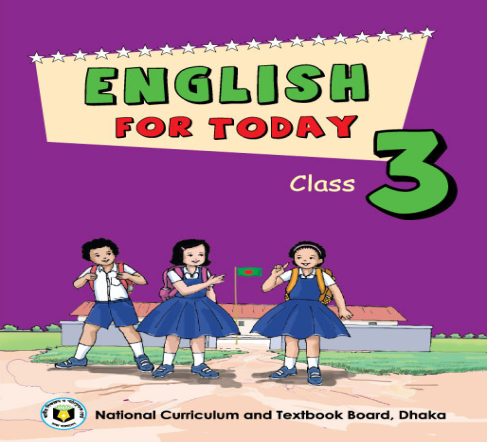 ENGLISH
FOR TODAY
Class 3
National Curriculum and Textbook Board, Dhaka